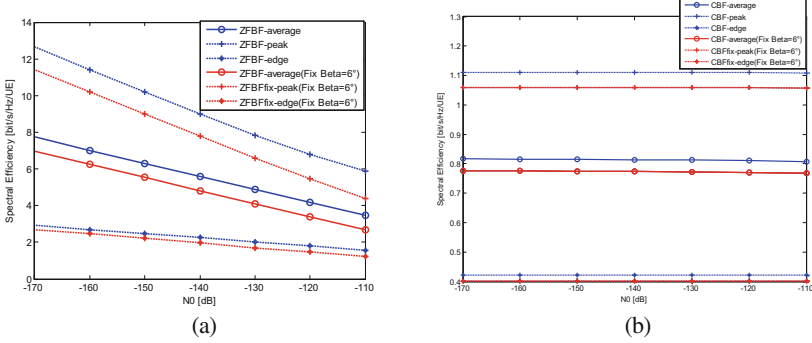 14
12
10
8
6
4
2
0
Spectral Efficiency [bit/s/Hz/UE]
ZFBF-average
ZFBF-peak
ZFBF-edge
ZFBF-average(Fix Beta=6°)
ZFBFfix-peak(Fix Beta=6°)
ZFBFfix-edge(Fix Beta=6°)
-170 -160 -150 -140 -130 -120 -110
N0 [dB]
(a)
1.3
1.2
1.1
1
0.9
0.8
0.7
0.6
0.5
0.4
Spectral Efficiency [bit/s/Hz/UE]
CBF-average
CBF-peak
CBF-edge
CBF-average(Fix Beta=6°)
CBFfix-peak(Fix Beta=6°)
CBFfix-edge(Fix Beta=6°)
-170 -160 -150 -140 -130 -120 -110
N0 [dB]
(b)